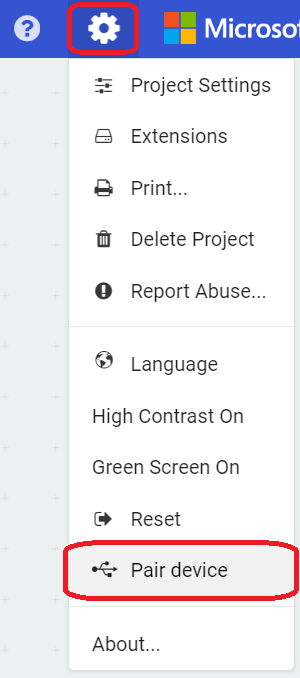 ?
Microsof
Project Settings
Extensions
Print...
Delete Project
Report Abuse...
Language
High Contrast On
Green Screen On
Reset
Pair device
About...